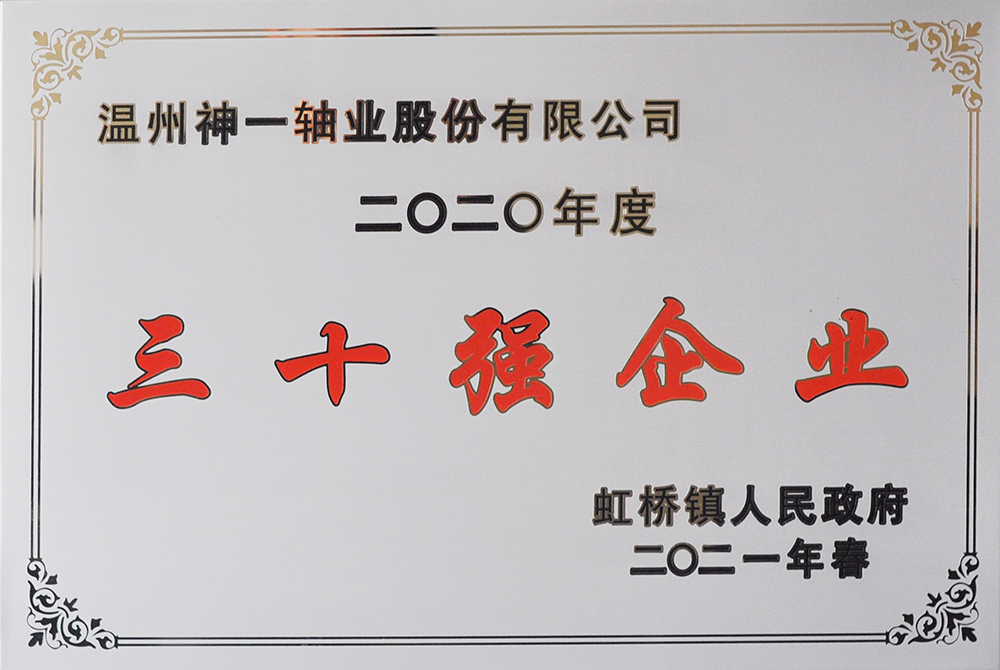 温州神一轴业股份有限公司
二〇二〇年度
三十强企业
虹桥镇人民政府
二〇二一年春